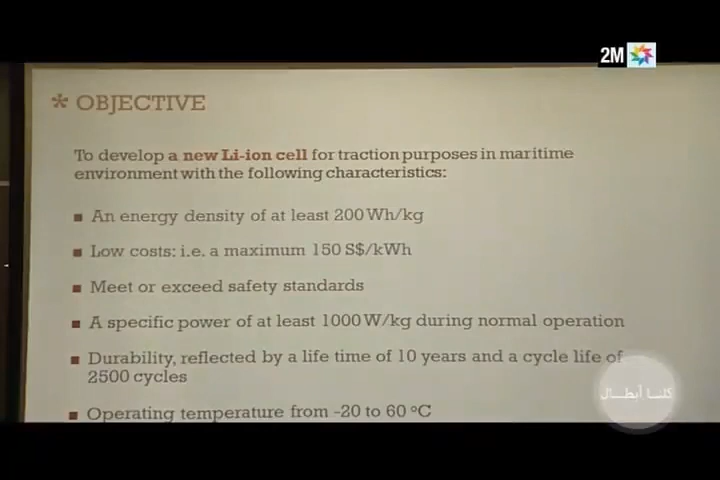 2M
* OBJECTIVE
To develop a new Li-ion cell for traction purposes in maritime
environment with the following characteristics:
▪ An energy density of at least 200 Wh/kg
▪ Low costs: i.e. a maximum 150 S$/kWh
▪ Meet or exceed safety standards
▪ A specific power of at least 1000 W/kg during normal operation
▪ Durability, reflected by a life time of 10 years and a cycle life of
2500 cycles
▪ Operating temperature from -20 to 60 °C
كلنا أبطال